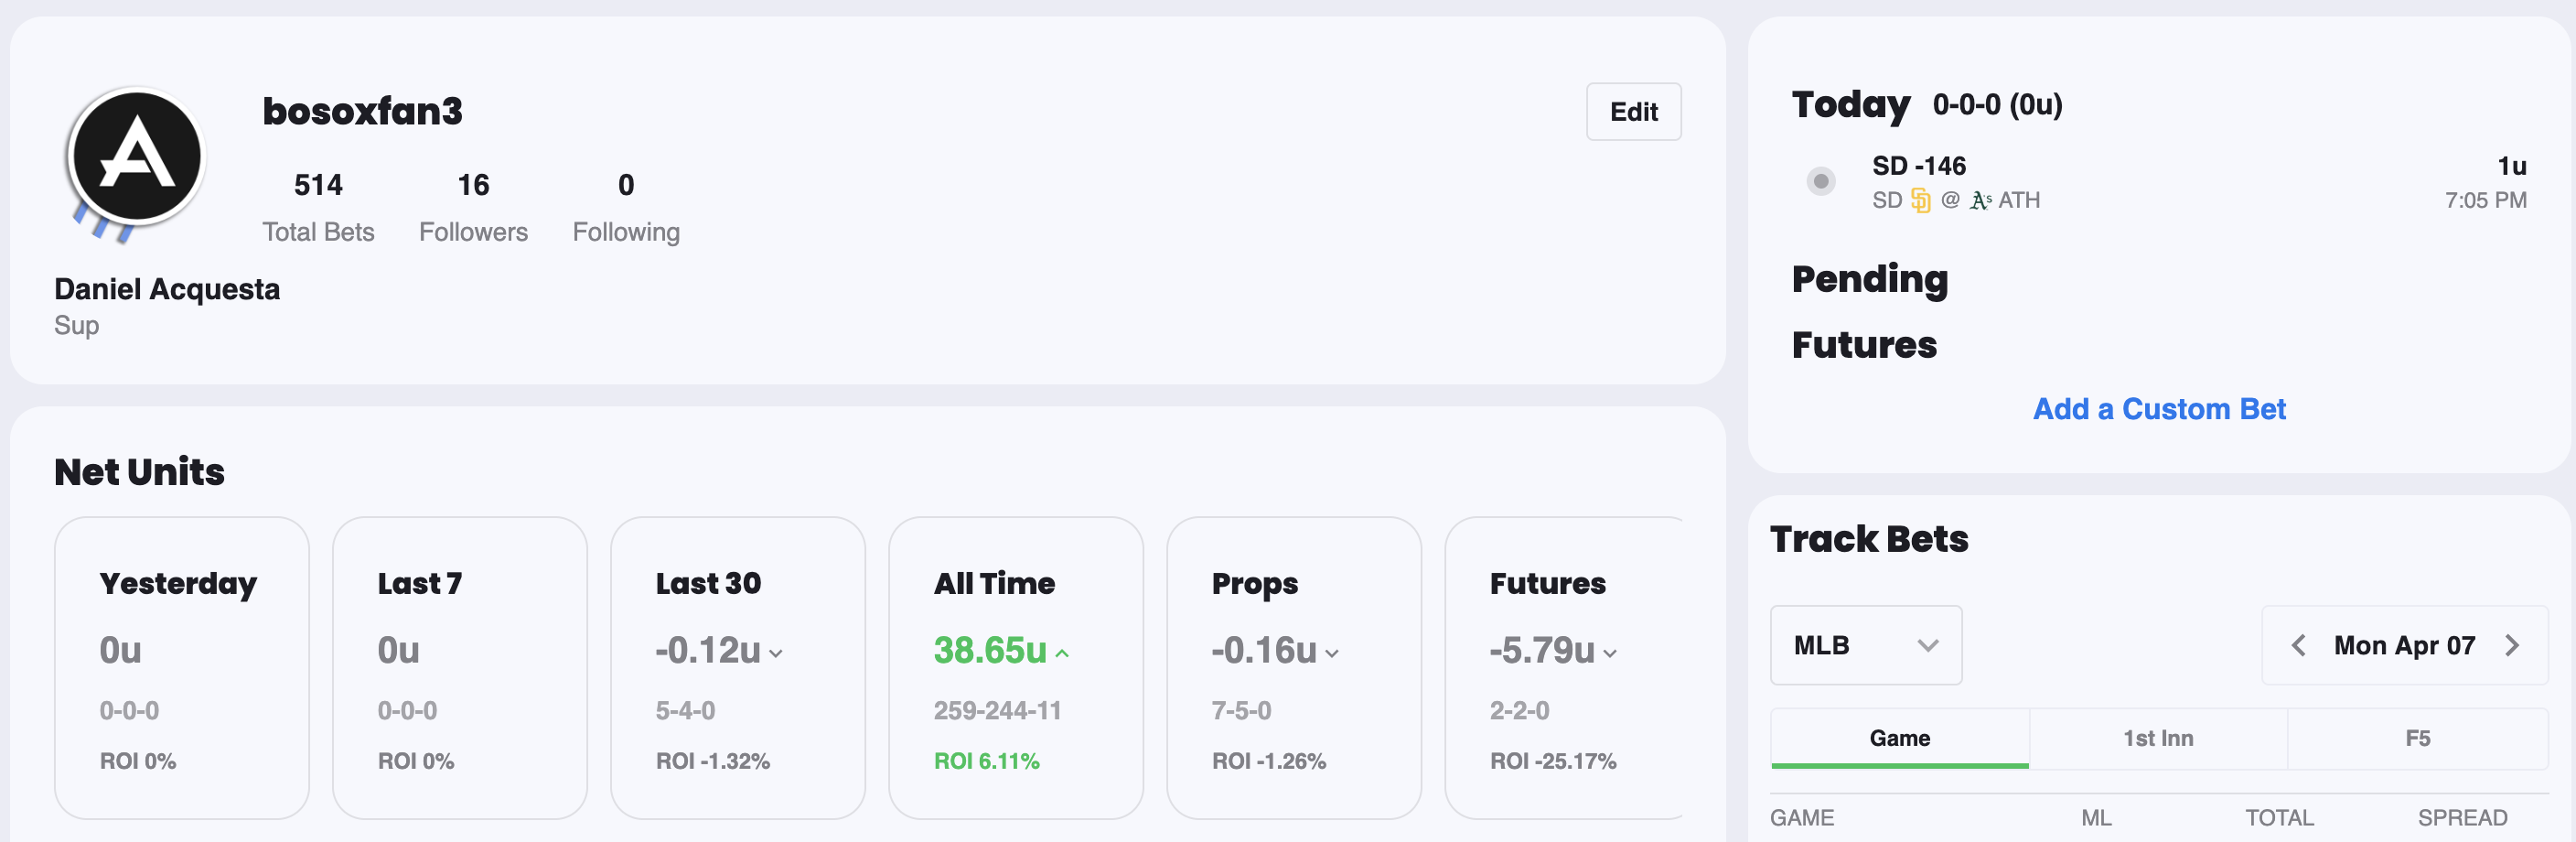 bosoxfan3
Edit
514 16 0
Total Bets Followers Following
Daniel Acquesta
Sup
Net Units
Yesterday
0u
0-0-0
ROI 0%
Last 7
0u
0-0-0
ROI 0%
Last 30
-0.12u
5-4-0
ROI -1.32%
All Time
38.65u
259-244-11
ROI 6.11%
Props
-0.16u
7-5-0
ROI -1.26%
Futures
-5.79u
2-2-0
ROI -25.17%
Today 0-0-0 (0u)
SD -146 1u
SD SD @ A's ATH 7:05 PM
Pending
Futures
Add a Custom Bet
Track Bets
MLB
Mon Apr 07
Game 1st Inn F5
GAME ML TOTAL SPREAD